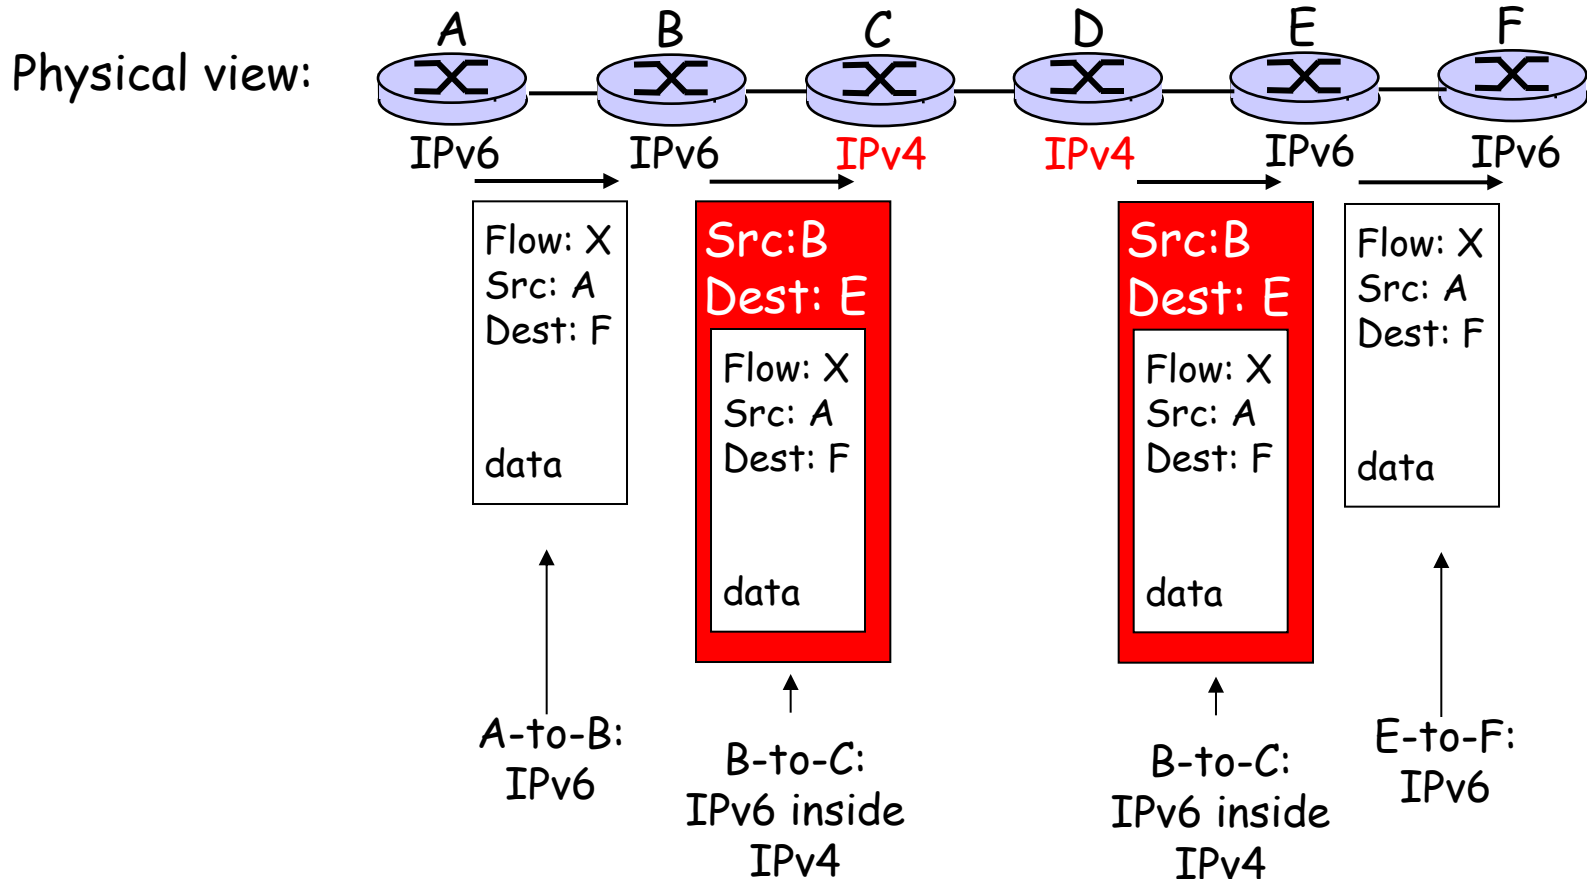 A B C D E F
Physical view:
IPv6 IPv6 IPv4 IPv4 IPv6 IPv6
Flow: X
Src: A
Dest: F
data
Src:B
Dest: E
Flow: X
Src: A
Dest: F
data
Src:B
Dest: E
Flow: X
Src: A
Dest: F
data
Flow: X
Src: A
Dest: F
data
A-to-B:
IPv6
B-to-C:
IPv6 inside
IPv4
B-to-C:
IPv6 inside
IPv4
E-to-F:
IPv6